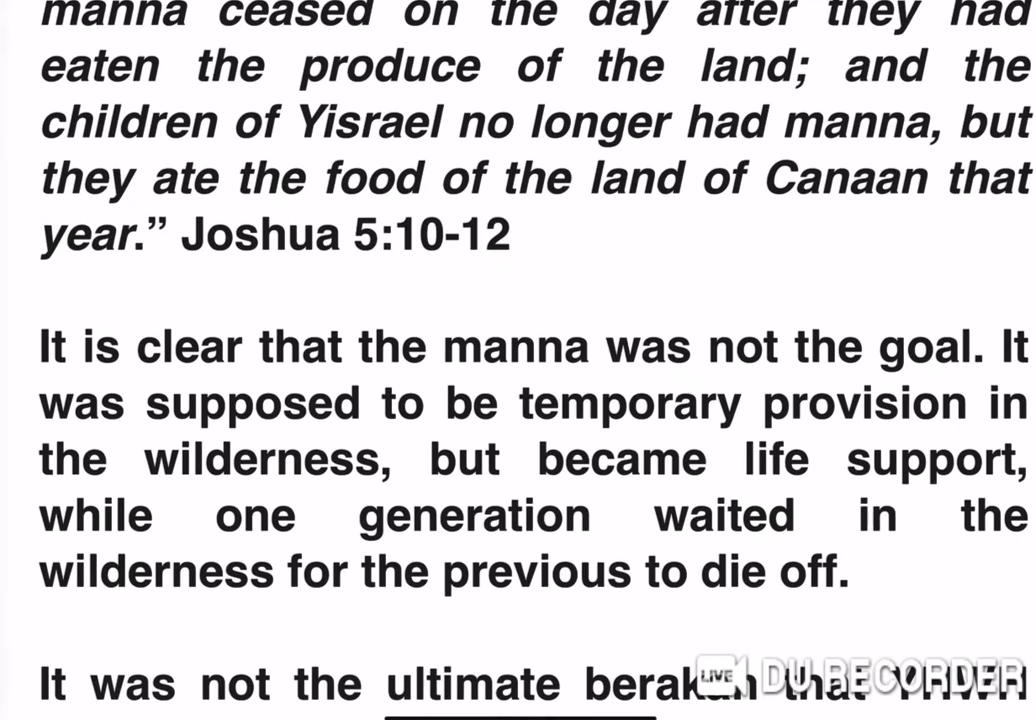 manna ceased on the day after they had
eaten the produce of the land; and the
children of Yisrael no longer had manna, but
they ate the food of the land of Canaan that
year.” Joshua 5:10-12
It is clear that the manna was not the goal. It
was supposed to be temporary provision in
the wilderness, but became life support,
while one generation waited in the
wilderness for the previous to die off.
It was not the ultimate berakah that YHWH
LIVE DU RECORDER